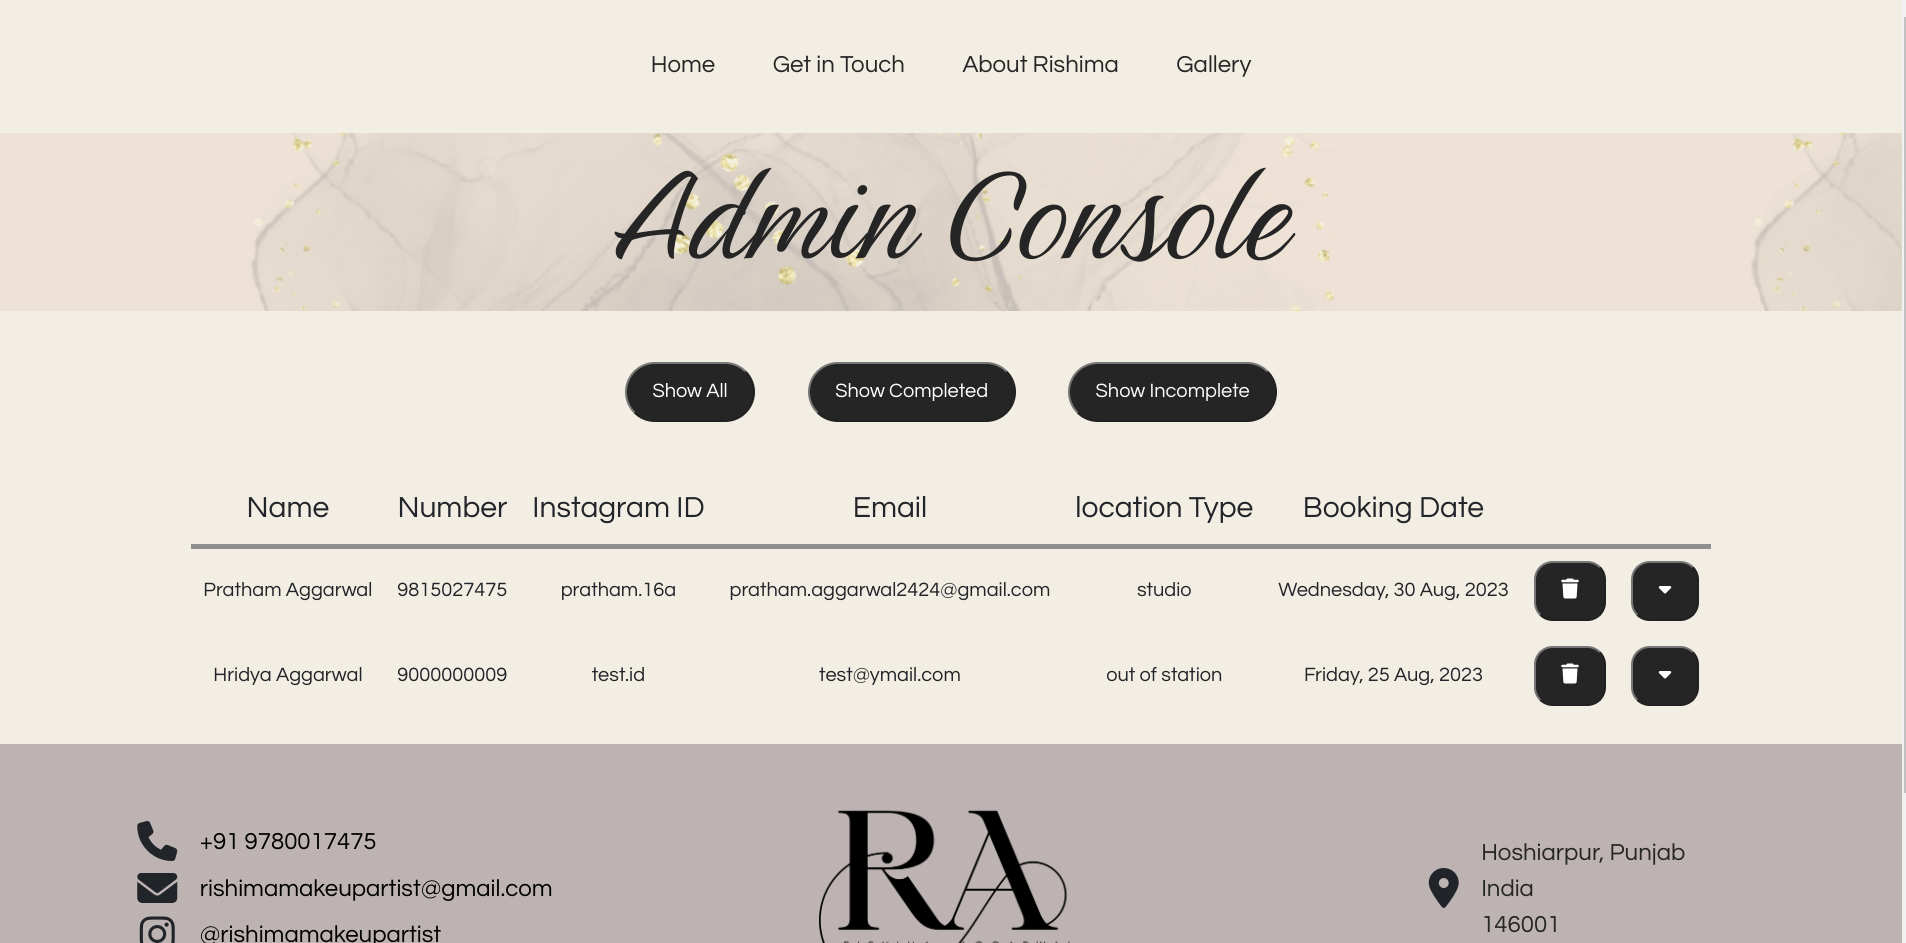 Home Get in Touch About Rishima Gallery
Admin Console
Show All Show Completed Show Incomplete
Name Number Instagram ID Email location Type Booking Date
Pratham Aggarwal 9815027475 pratham.16a pratham.aggarwal2424@gmail.com studio Wednesday, 30 Aug, 2023
Hridya Aggarwal 9000000009 test.id test@ymail.com out of station Friday, 25 Aug, 2023
+91 9780017475
rishimamakeupartist@gmail.com
@rishimamakeupartist
RA
Hoshiarpur, Punjab
India
146001